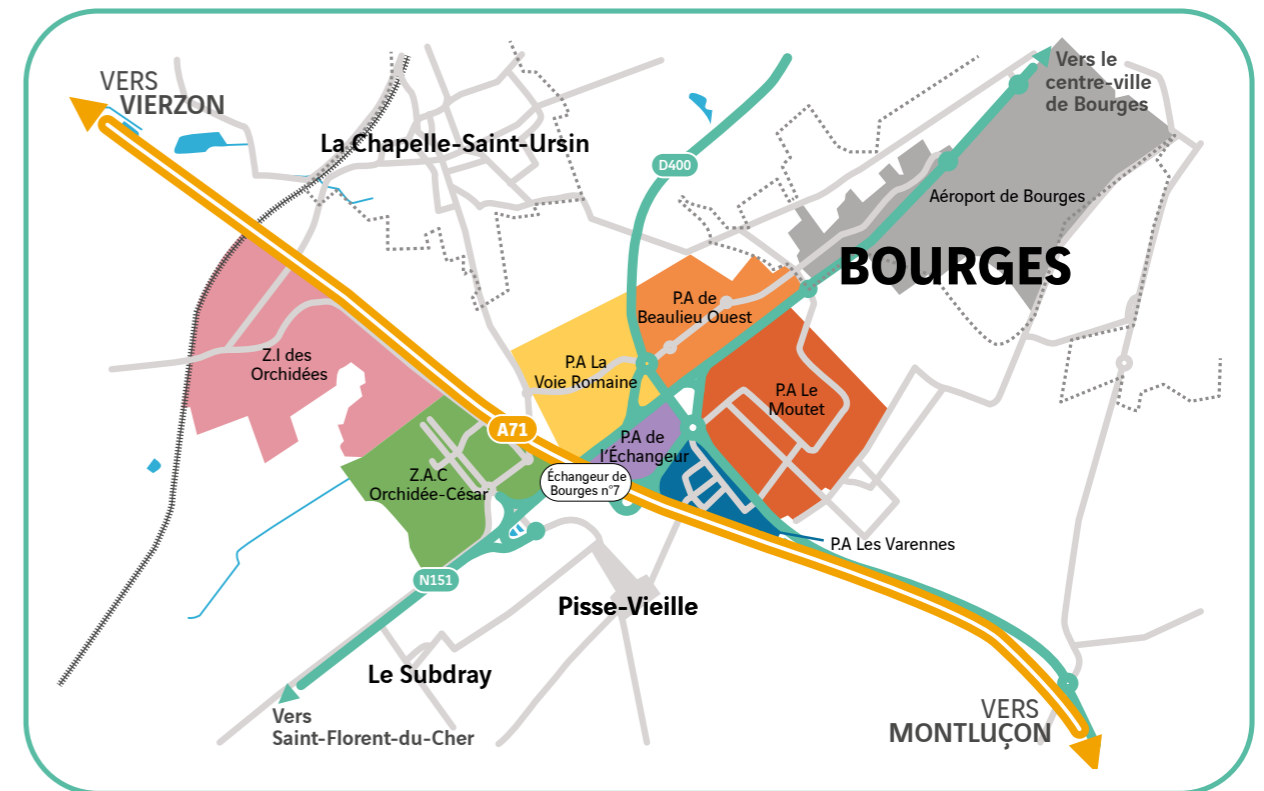 VERS
VIERZON
Vers le
centre-ville
de Bourges
La Chapelle-Saint-Ursin
D400
Aéroport de Bourges
BOURGES
P.A de
Beaulieu Ouest
Z.I des
Orchidées
P.A La
Voie Romaine
P.A Le
Moutet
A71
P.A de
l'Échangeur
Z.A.C
Orchidée-César
Échangeur de
Bourges n°7
P.A Les Varennes
N151
Pisse-Vieille
Le Subdray
Vers
Saint-Florent-du-Cher
VERS
MONTLUÇON